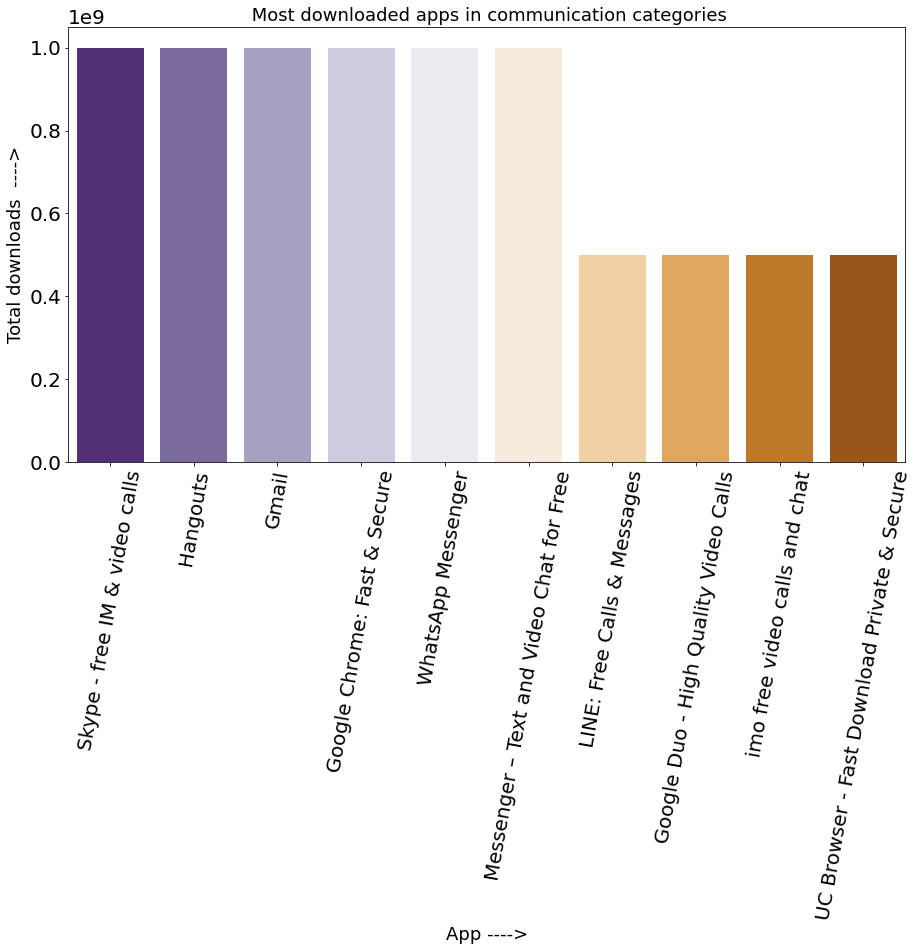 Most downloaded apps in communication categories
1e9
1.0
0.8
0.6
0.4
0.2
0.0
Total downloads ---->
Skype - free IM & video calls
Hangouts
Gmail
Google Chrome: Fast & Secure
WhatsApp Messenger
Messenger – Text and Video Chat for Free
LINE: Free Calls & Messages
Google Duo - High Quality Video Calls
imo free video calls and chat
UC Browser - Fast Download Private & Secure
App ---->